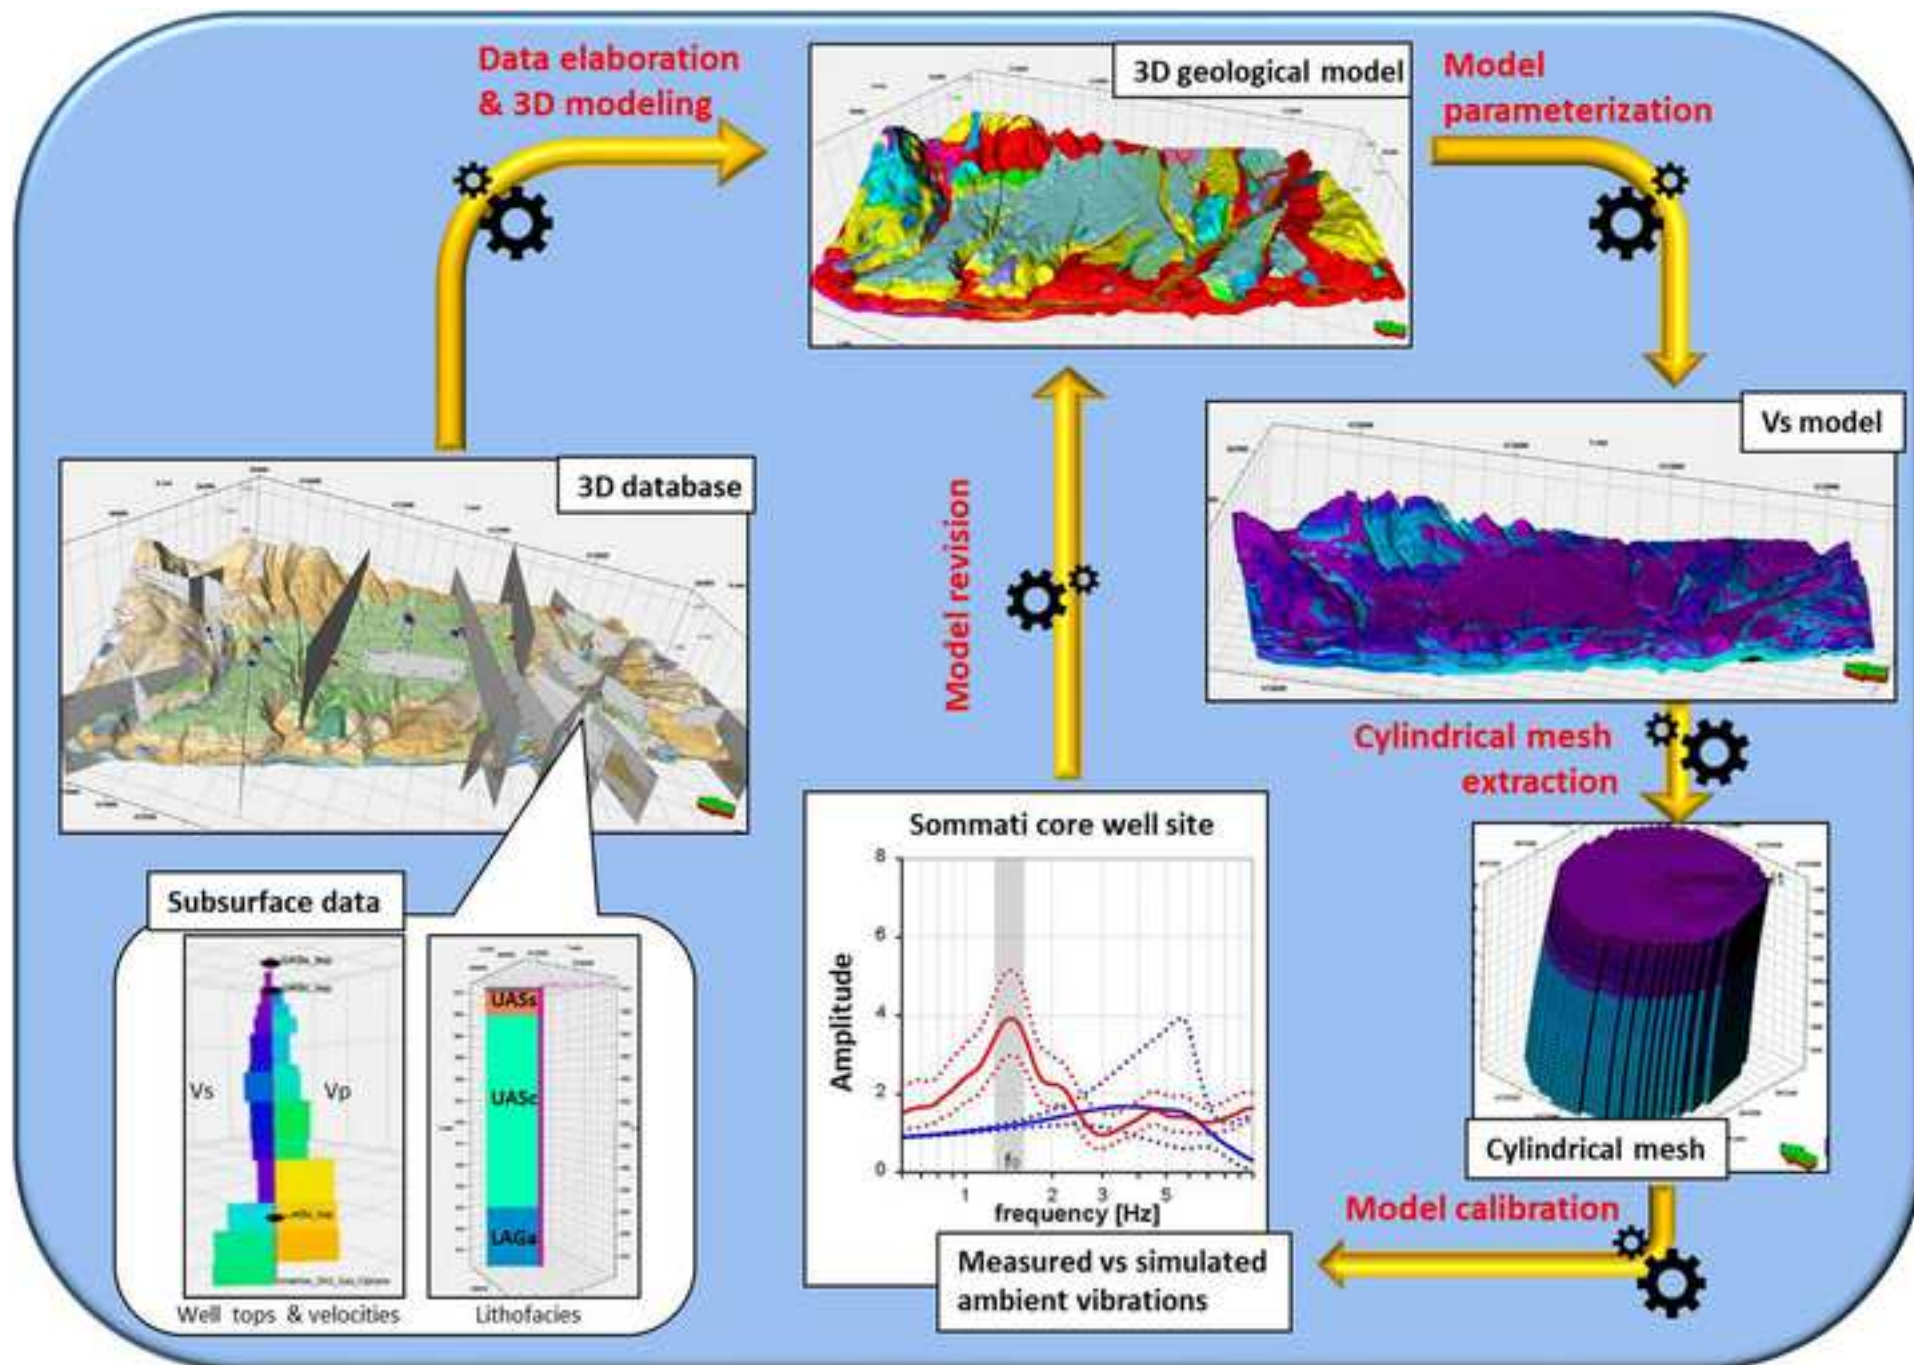 Data elaboration
& 3D modeling
3D geological model
Model
parameterization
3D database
Vs model
Model revision
Cylindrical mesh
extraction
Subsurface data
Vs
Vp
Well tops & velocities
UASs
UASc
LAGa
Lithofacies
Sommati core well site
Amplitude
8
6
4
2
0
f0
1
2
3
5
frequency [Hz]
Measured vs simulated
ambient vibrations
Cylindrical mesh
Model calibration